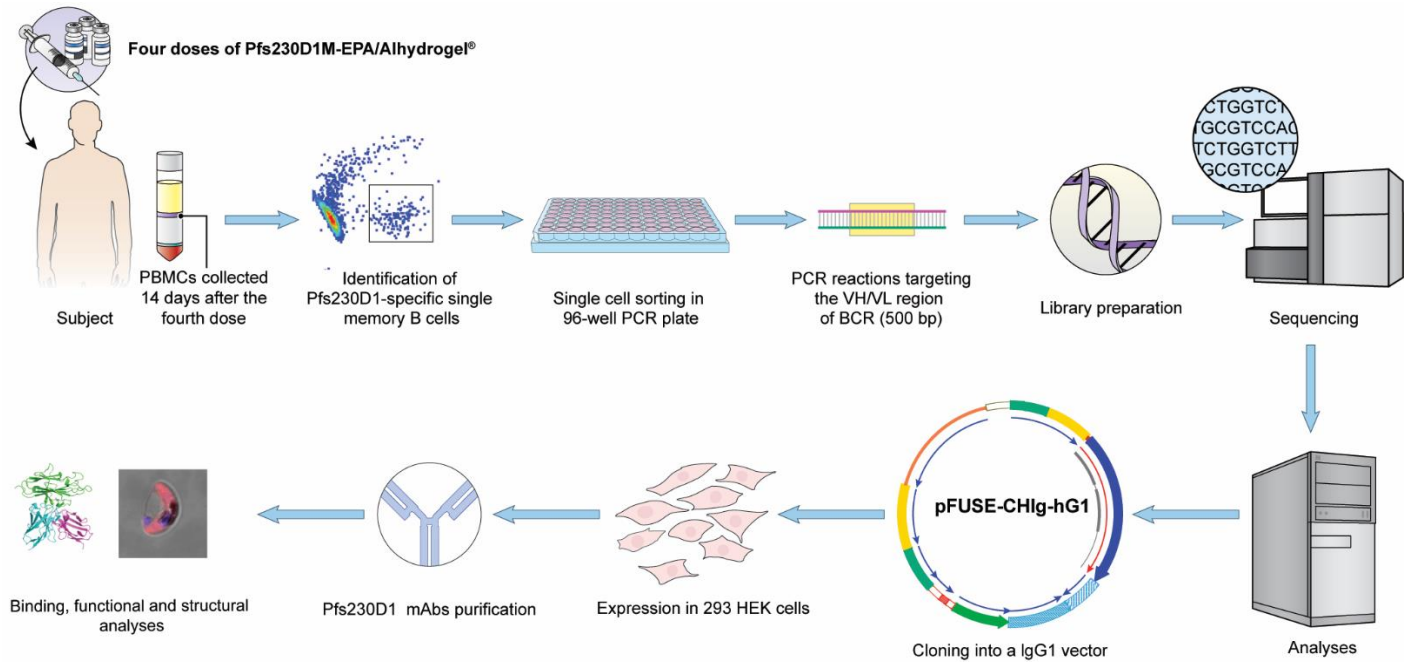 Four doses of Pfs230D1M-EPA/Alhydrogel®
Subject
PBMCs collected
14 days after the
fourth dose
Identification of
Pfs230D1-specific single
memory B cells
Single cell sorting in
96-well PCR plate
PCR reactions targeting
the VH/VL region
of BCR (500 bp)
Library preparation
CTGGTCT
TGCGTCCAC
TCTGGTCTT
GCGTCCA
Sequencing
Binding, functional and structural
analyses
Pfs230D1 mAbs purification
Expression in 293 HEK cells
pFUSE-CHIg-hG1
Cloning into a IgG1 vector
Analyses